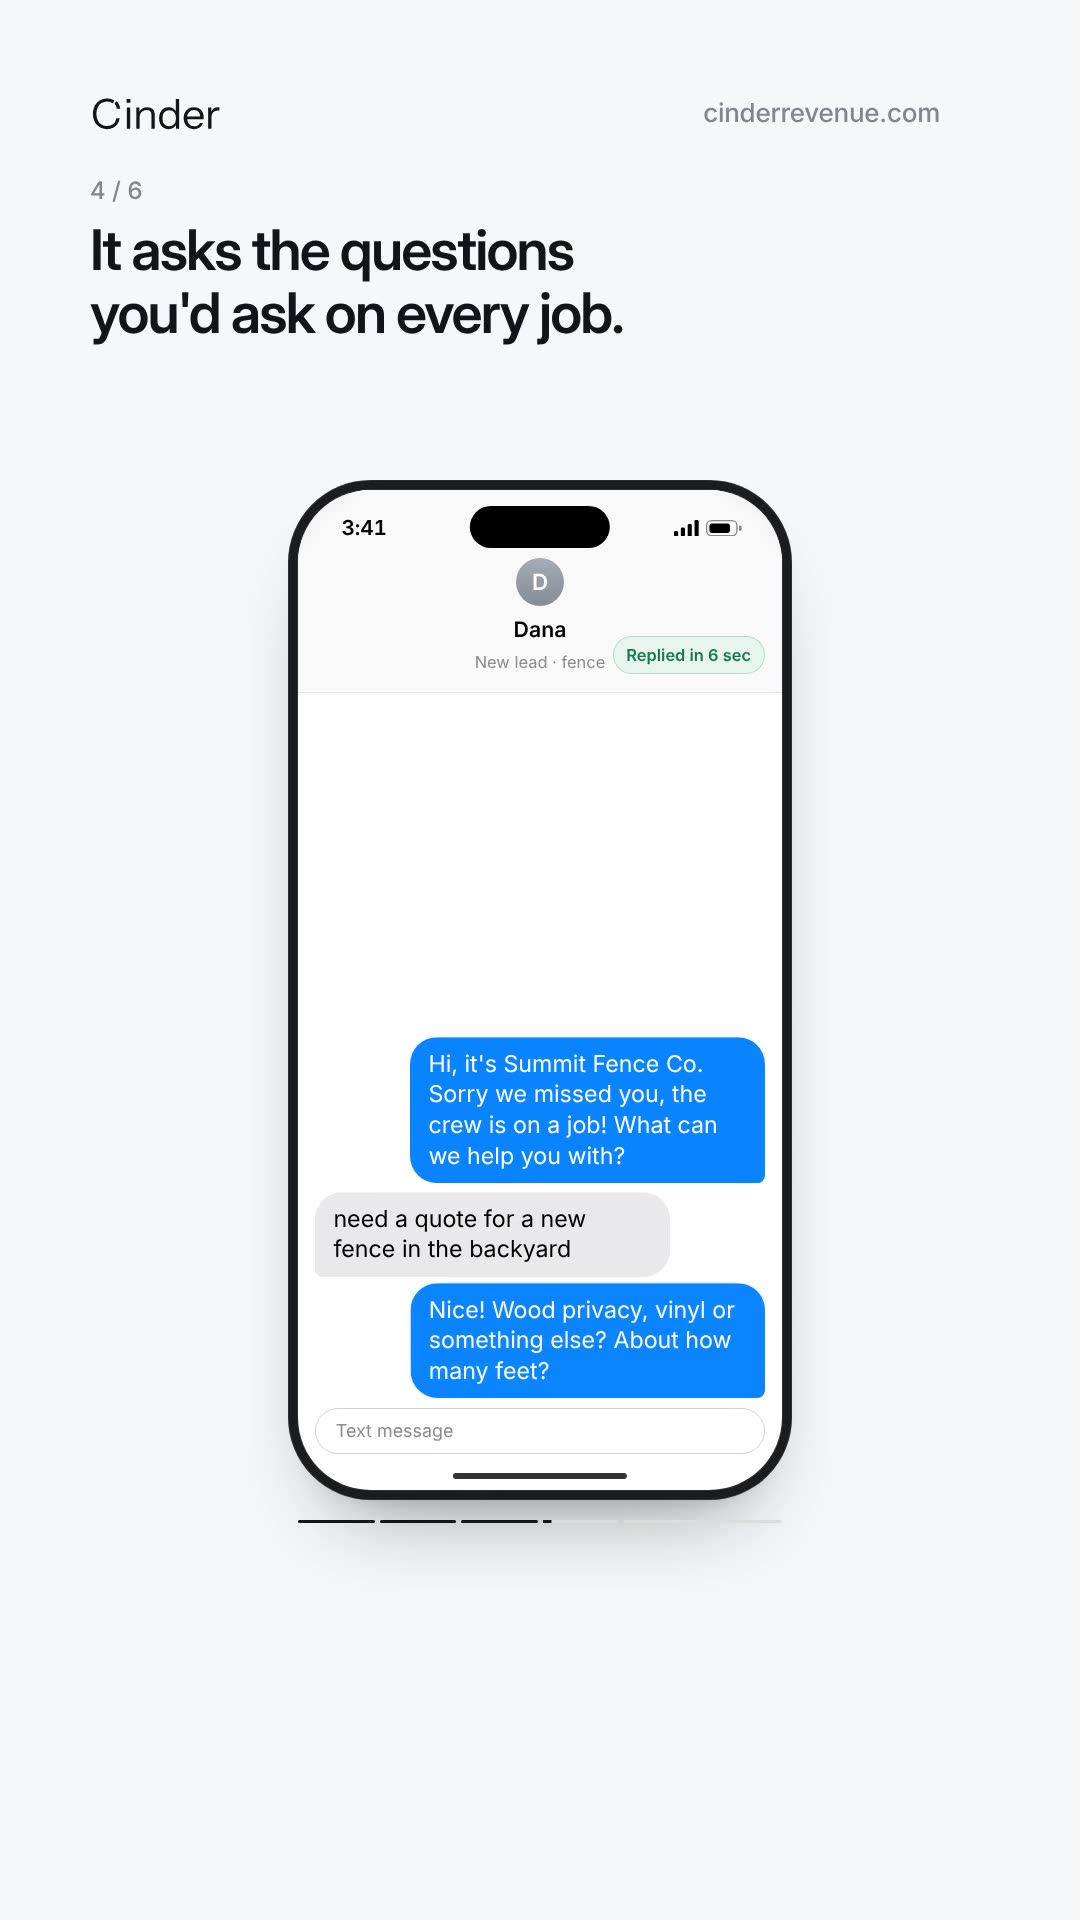 Cinder
cinderrevenue.com
4 / 6
It asks the questions
you'd ask on every job.
3:41
D
Dana
New lead · fence
Replied in 6 sec
Hi, it's Summit Fence Co.
Sorry we missed you, the
crew is on a job! What can
we help you with?
need a quote for a new
fence in the backyard
Nice! Wood privacy, vinyl or
something else? About how
many feet?
Text message